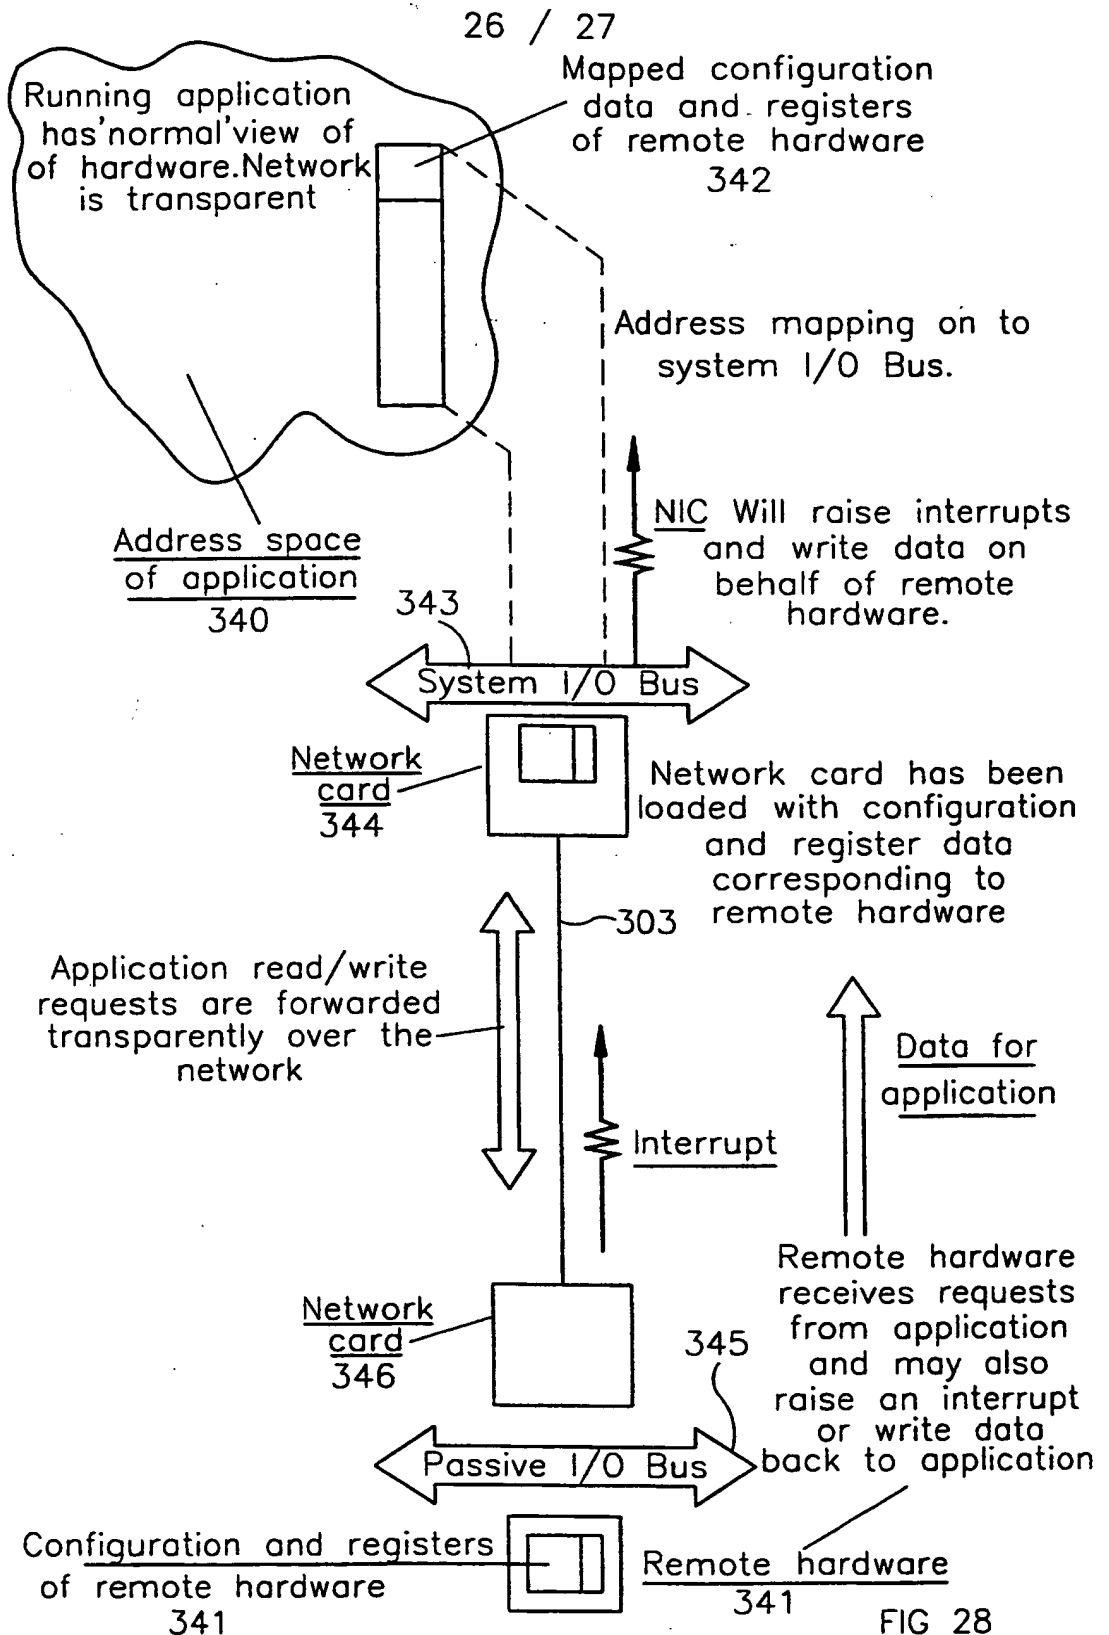 26 / 27
Running application
has'normal'view of
of hardware.Network
is transparent
Mapped configuration
data and registers
of remote hardware
342
Address mapping on to
system I/O Bus.
Address space
of application
340
NIC Will raise interrupts
and write data on
behalf of remote
hardware.
343
System I/O Bus
Network
card
344
Network card has been
loaded with configuration
and register data
corresponding to
remote hardware
303
Application read/write
requests are forwarded
transparently over the
network
Data for
application
Interrupt
Network
card
346
345
Remote hardware
receives requests
from application
and may also
raise an interrupt
or write data
back to application
Passive I/O Bus
Configuration and registers
of remote hardware
341
Remote hardware
341
FIG 28